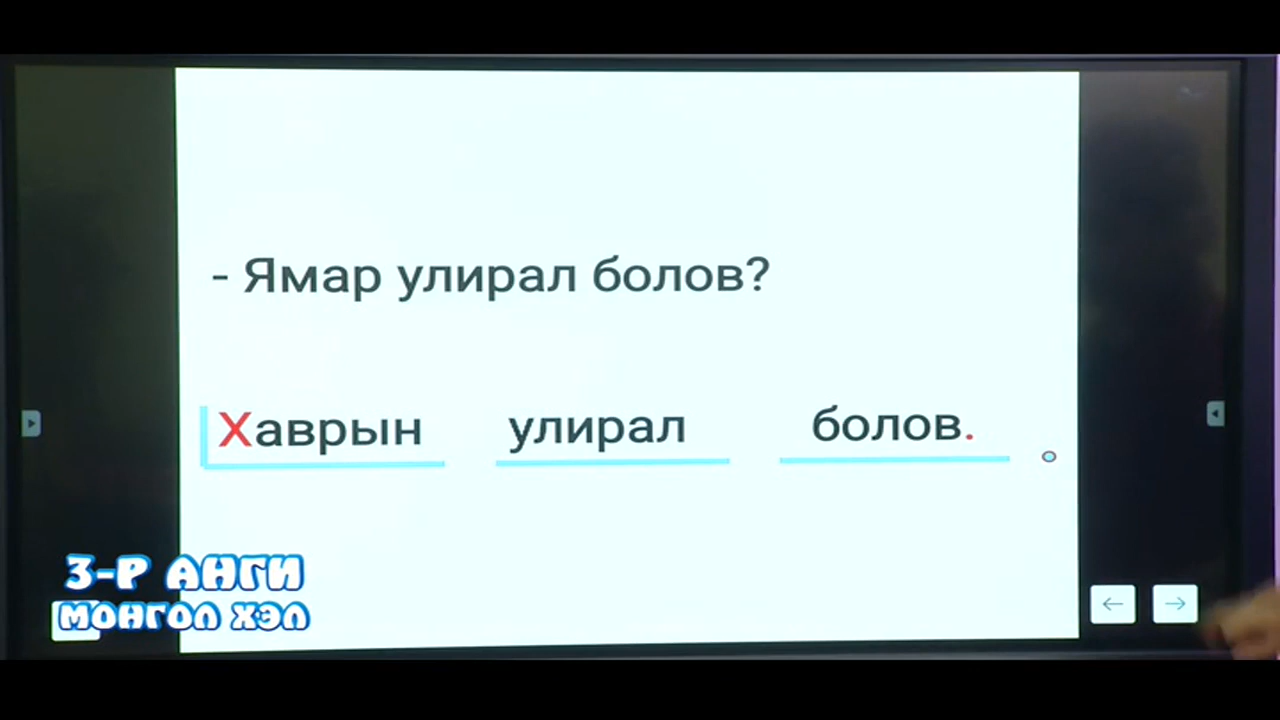 - Ямар улирал болов?
Хаврын улирал болов.
3-Р АНГИ
МОНГОЛ ХЭЛ